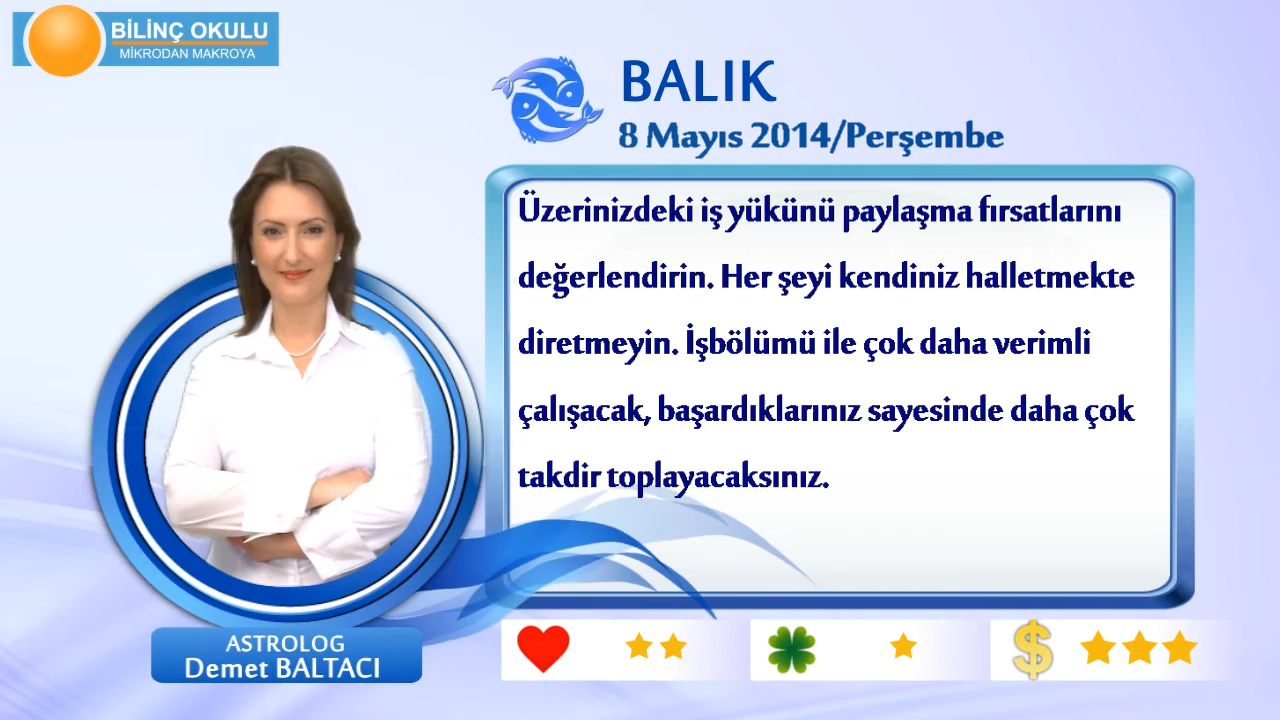 BİLİNÇ OKULU
MİKRODAN MAKROYA
BALIK
8 Mayıs 2014/Perşembe
Üzerinizdeki iş yükünü paylaşma fırsatlarını
değerlendirin. Her şeyi kendiniz halletmekte
diretmeyin. İşbölümü ile çok daha verimli
çalışacak, başardıklarınız sayesinde daha çok
takdir toplayacaksınız.
ASTROLOG
Demet BALTACI
$